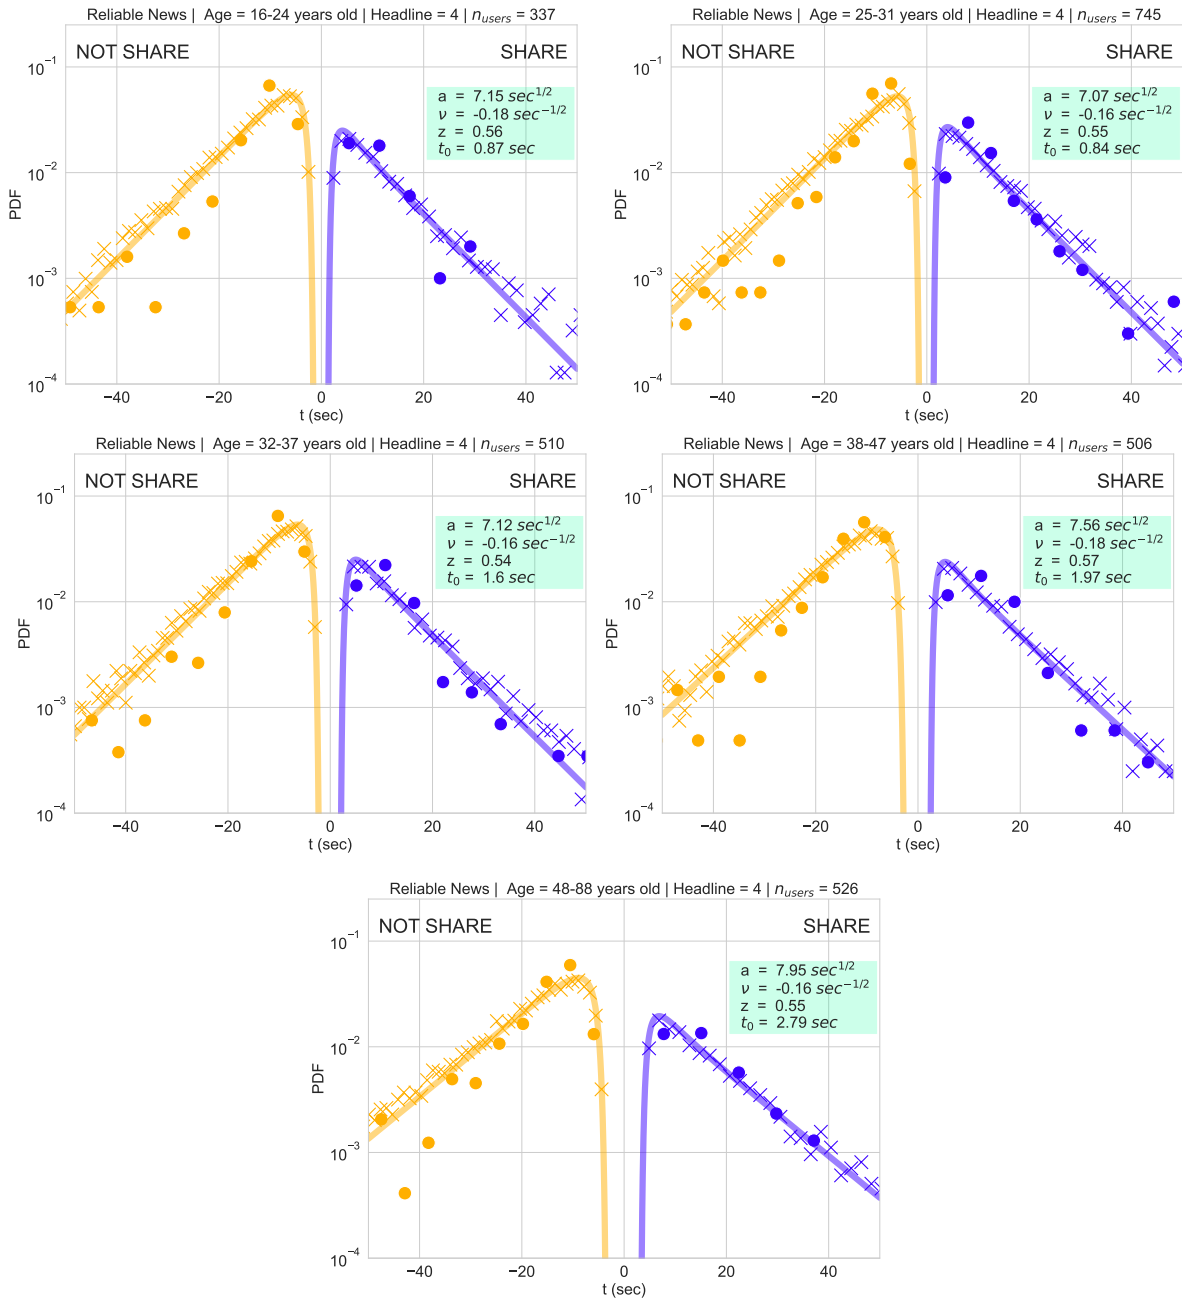 Reliable News | Age = 16-24 years old | Headline = 4 | n_users = 337
NOT SHARE
SHARE
a = 7.15 sec^{1/2}
ν = -0.18 sec^{-1/2}
z = 0.56
t_0 = 0.87 sec
PDF
10^{-1}
10^{-2}
10^{-3}
10^{-4}
−40 −20 0 20 40
t (sec)
Reliable News | Age = 25-31 years old | Headline = 4 | n_users = 745
NOT SHARE
SHARE
a = 7.07 sec^{1/2}
ν = -0.16 sec^{-1/2}
z = 0.55
t_0 = 0.84 sec
PDF
10^{-1}
10^{-2}
10^{-3}
10^{-4}
−40 −20 0 20 40
t (sec)
Reliable News | Age = 32-37 years old | Headline = 4 | n_users = 510
NOT SHARE
SHARE
a = 7.12 sec^{1/2}
ν = -0.16 sec^{-1/2}
z = 0.54
t_0 = 1.6 sec
PDF
10^{-1}
10^{-2}
10^{-3}
10^{-4}
−40 −20 0 20 40
t (sec)
Reliable News | Age = 38-47 years old | Headline = 4 | n_users = 506
NOT SHARE
SHARE
a = 7.56 sec^{1/2}
ν = -0.18 sec^{-1/2}
z = 0.57
t_0 = 1.97 sec
PDF
10^{-1}
10^{-2}
10^{-3}
10^{-4}
−40 −20 0 20 40
t (sec)
Reliable News | Age = 48-88 years old | Headline = 4 | n_users = 526
NOT SHARE
SHARE
a = 7.95 sec^{1/2}
ν = -0.16 sec^{-1/2}
z = 0.55
t_0 = 2.79 sec
PDF
10^{-1}
10^{-2}
10^{-3}
10^{-4}
−40 −20 0 20 40
t (sec)